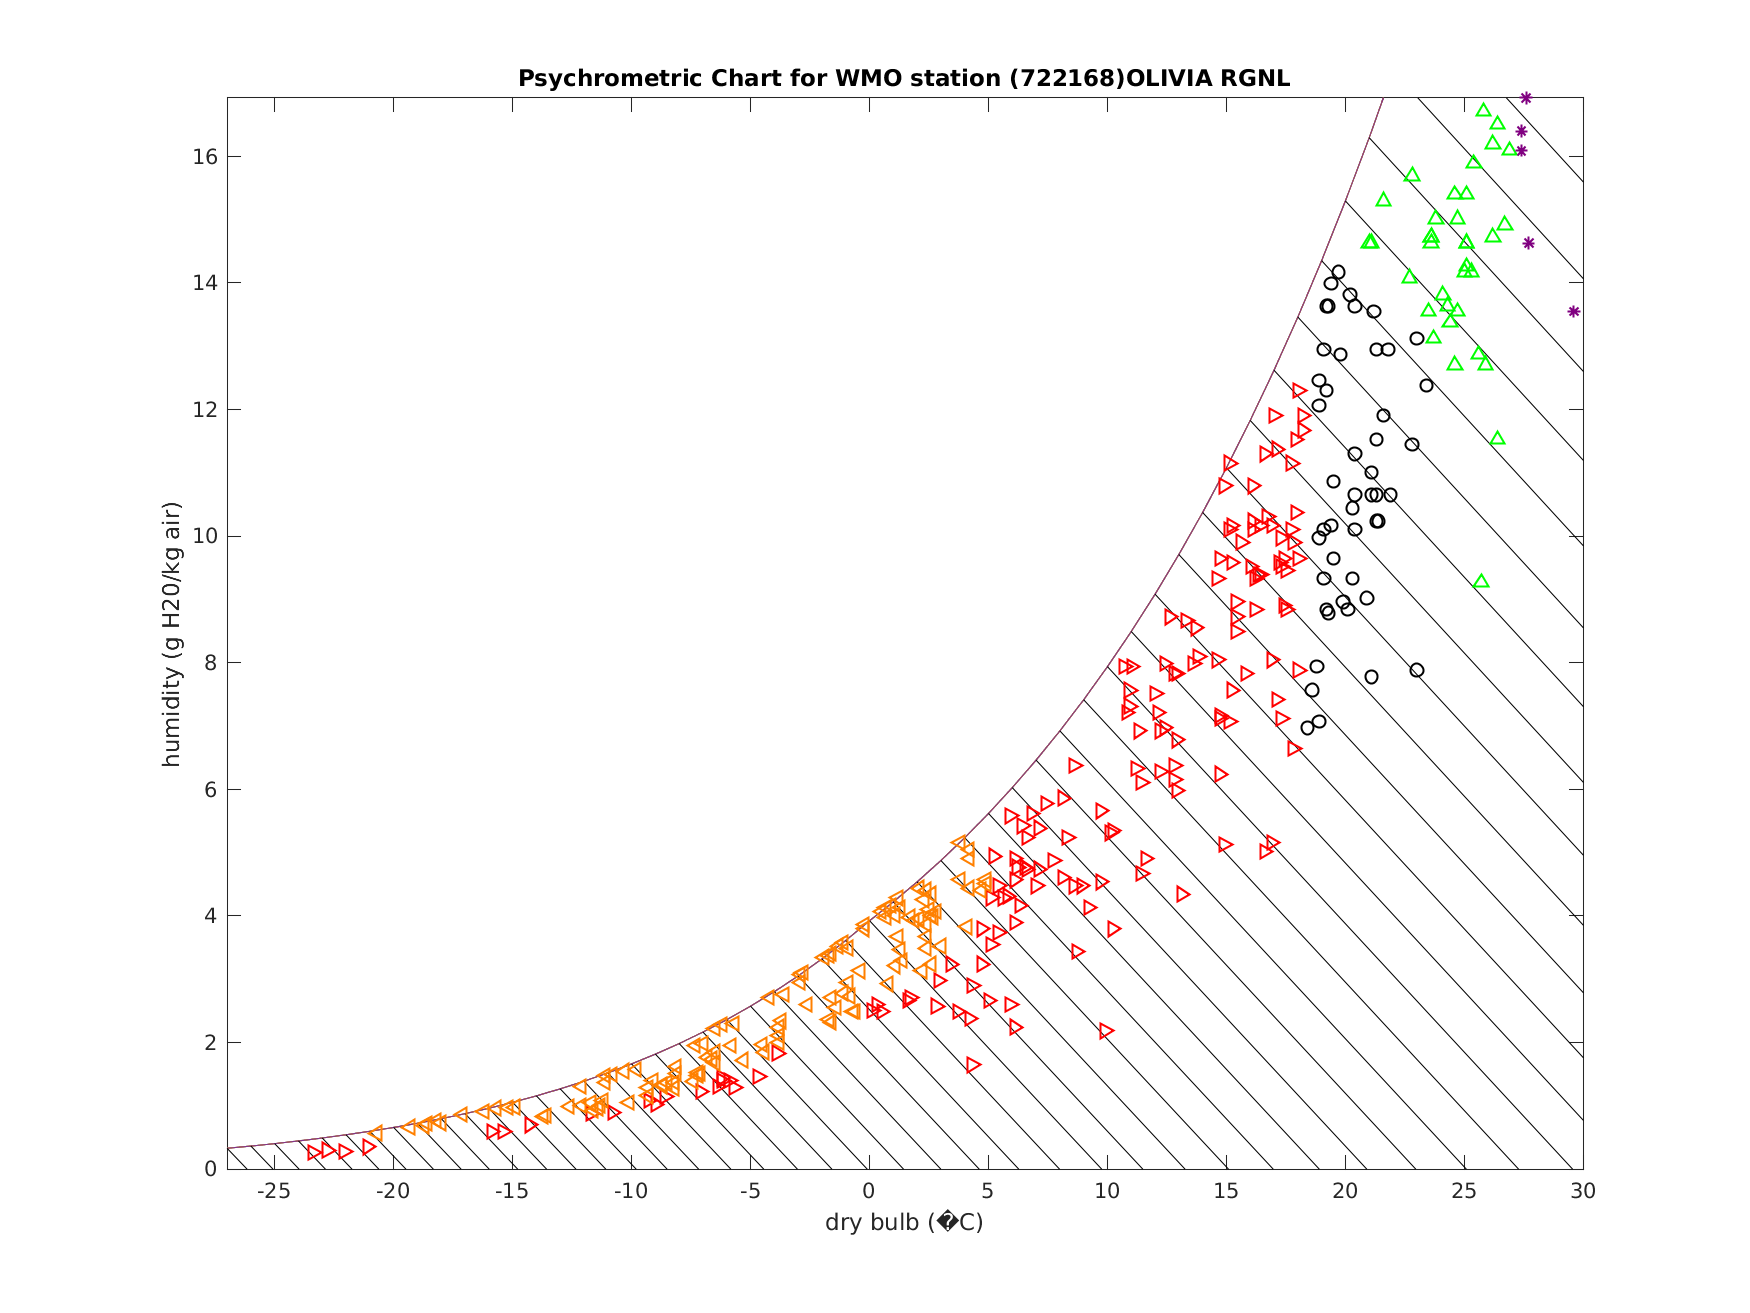 Psychrometric Chart for WMO station (722168)OLIVIA RGNL
humidity (g H20/kg air)
16
14
12
10
8
6
4
2
0
-25 -20 -15 -10 -5 0 5 10 15 20 25 30
dry bulb (�C)